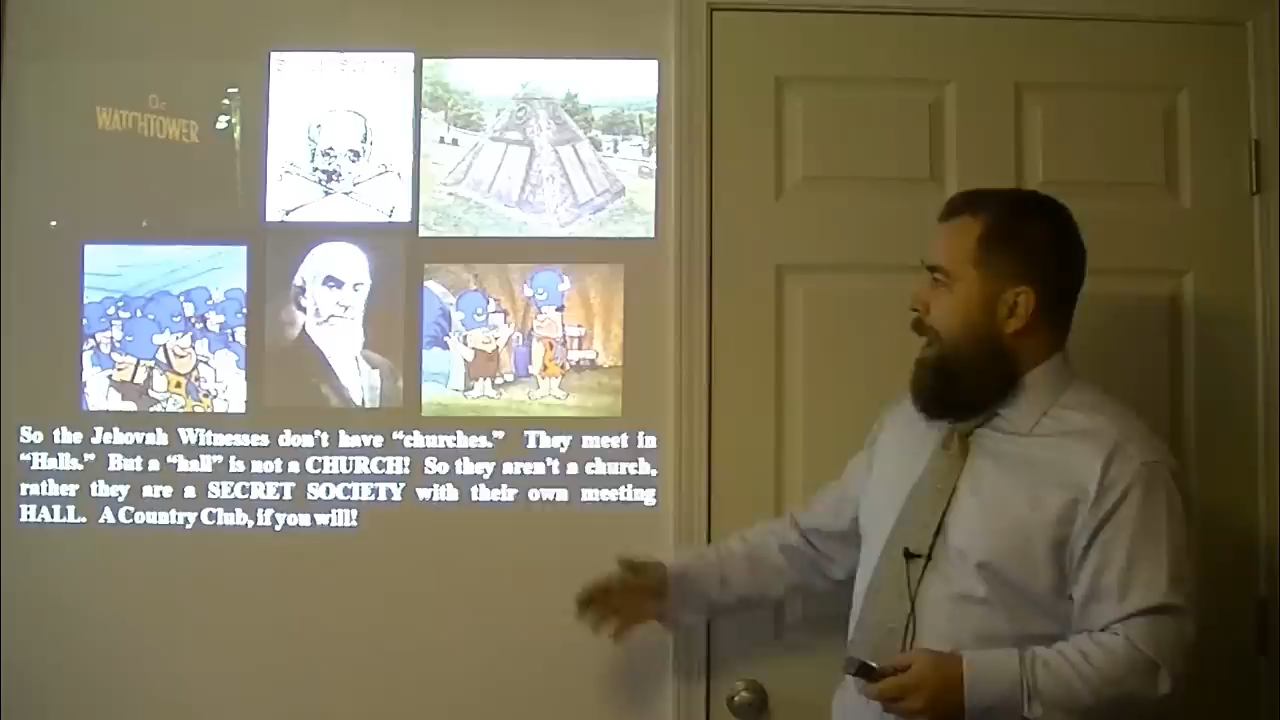 The
WATCHTOWER
So the Jehovah Witnesses don't have "churches." They meet in
"Halls." But a "hall" is not a CHURCH! So they aren't a church,
rather they are a SECRET SOCIETY with their own meeting
HALL. A Country Club, if you will!